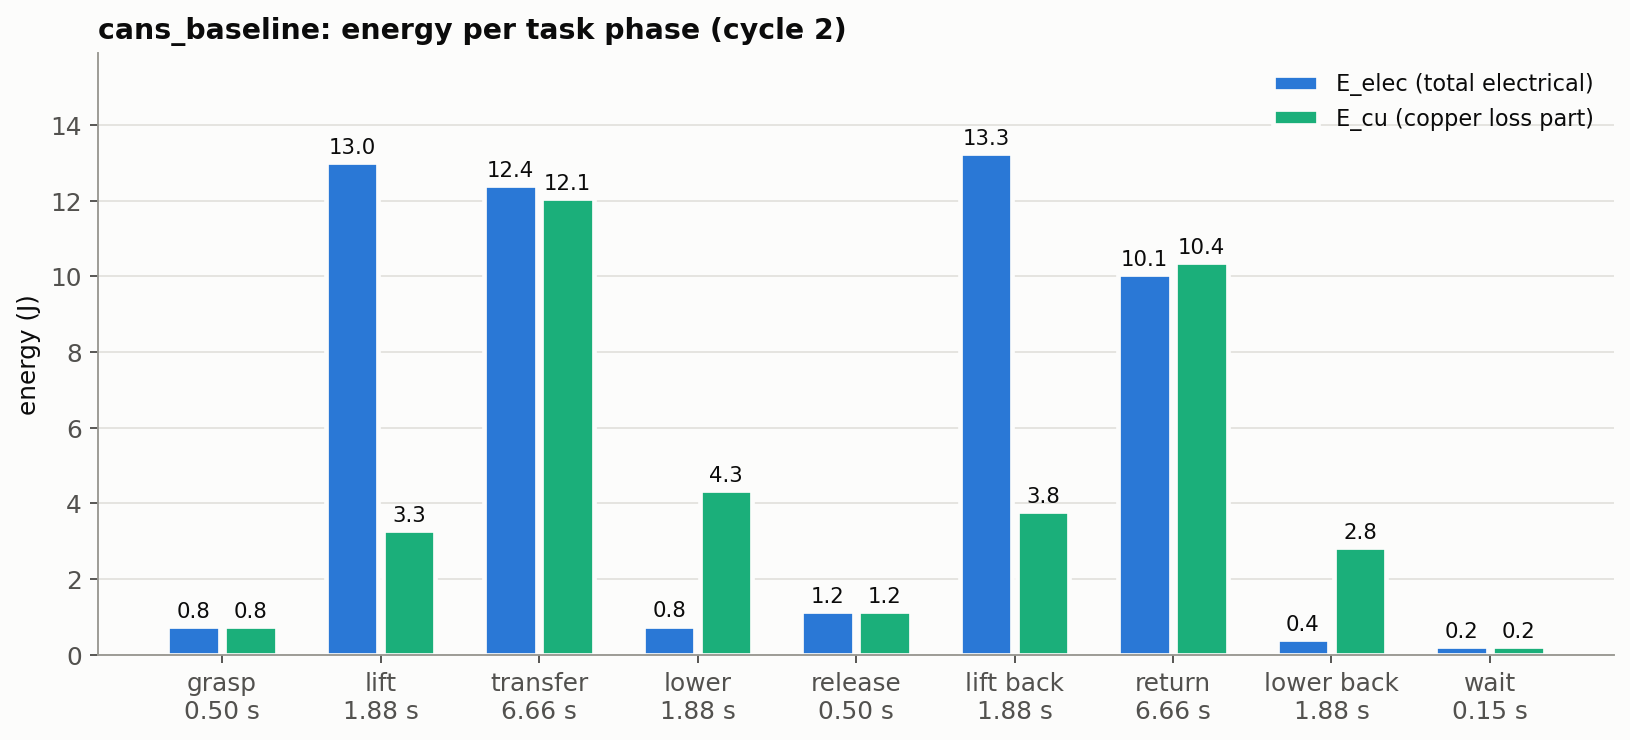 cans_baseline: energy per task phase (cycle 2)
E_elec (total electrical)
E_cu (copper loss part)
energy (J)
14
12
10
8
6
4
2
0
0.8 0.8
13.0 3.3
12.4 12.1
0.8 4.3
1.2 1.2
13.3 3.8
10.1 10.4
0.4 2.8
0.2 0.2
grasp lift transfer lower release lift back return lower back wait
0.50 s 1.88 s 6.66 s 1.88 s 0.50 s 1.88 s 6.66 s 1.88 s 0.15 s